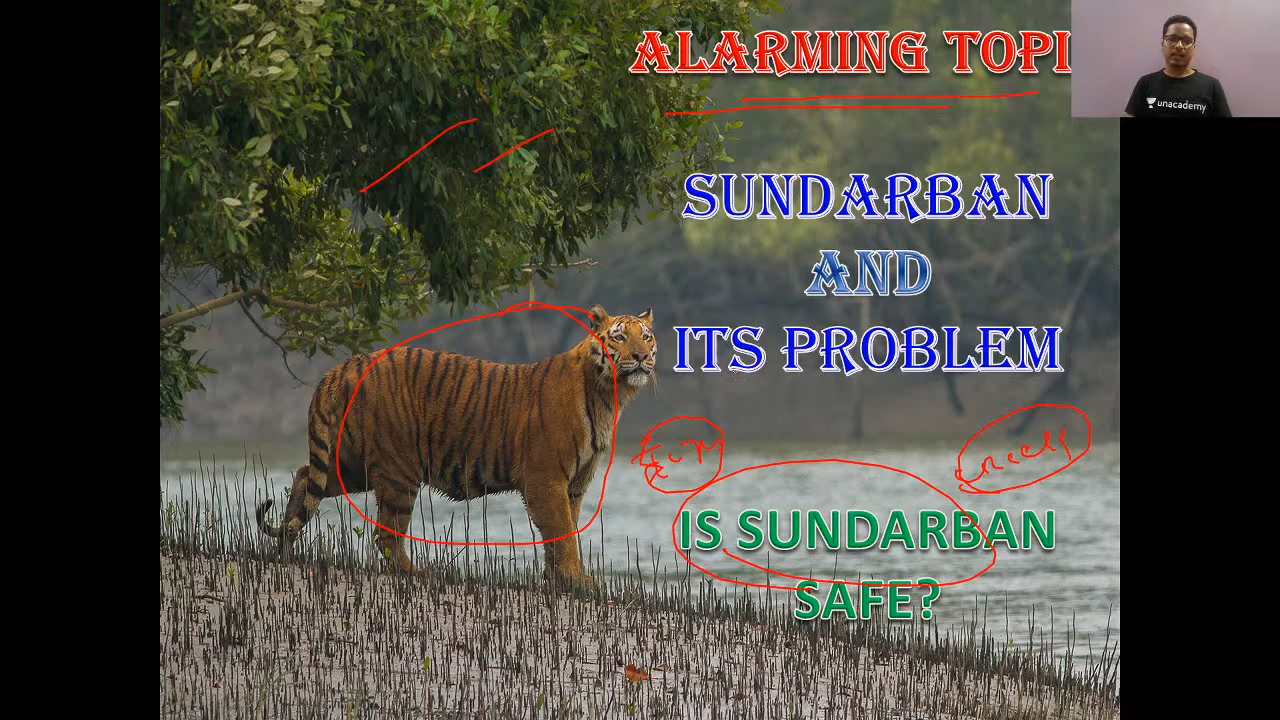 ALARMING TOPI
unacademy
SUNDARBAN
AND
ITS PROBLEM
IS SUNDARBAN
SAFE?